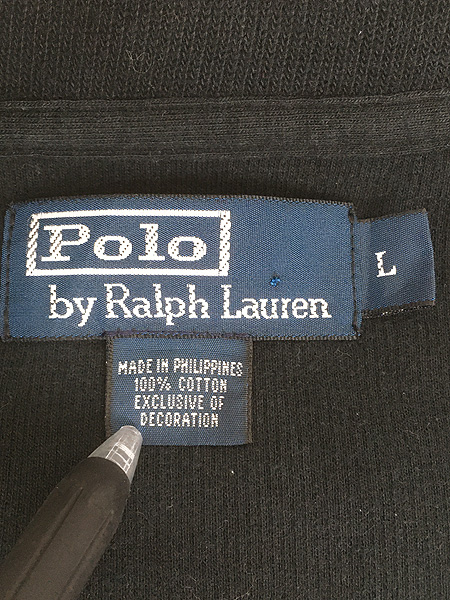 Polo
by Ralph Lauren
L
MADE IN PHILIPPINES
100% COTTON
EXCLUSIVE OF
DECORATION